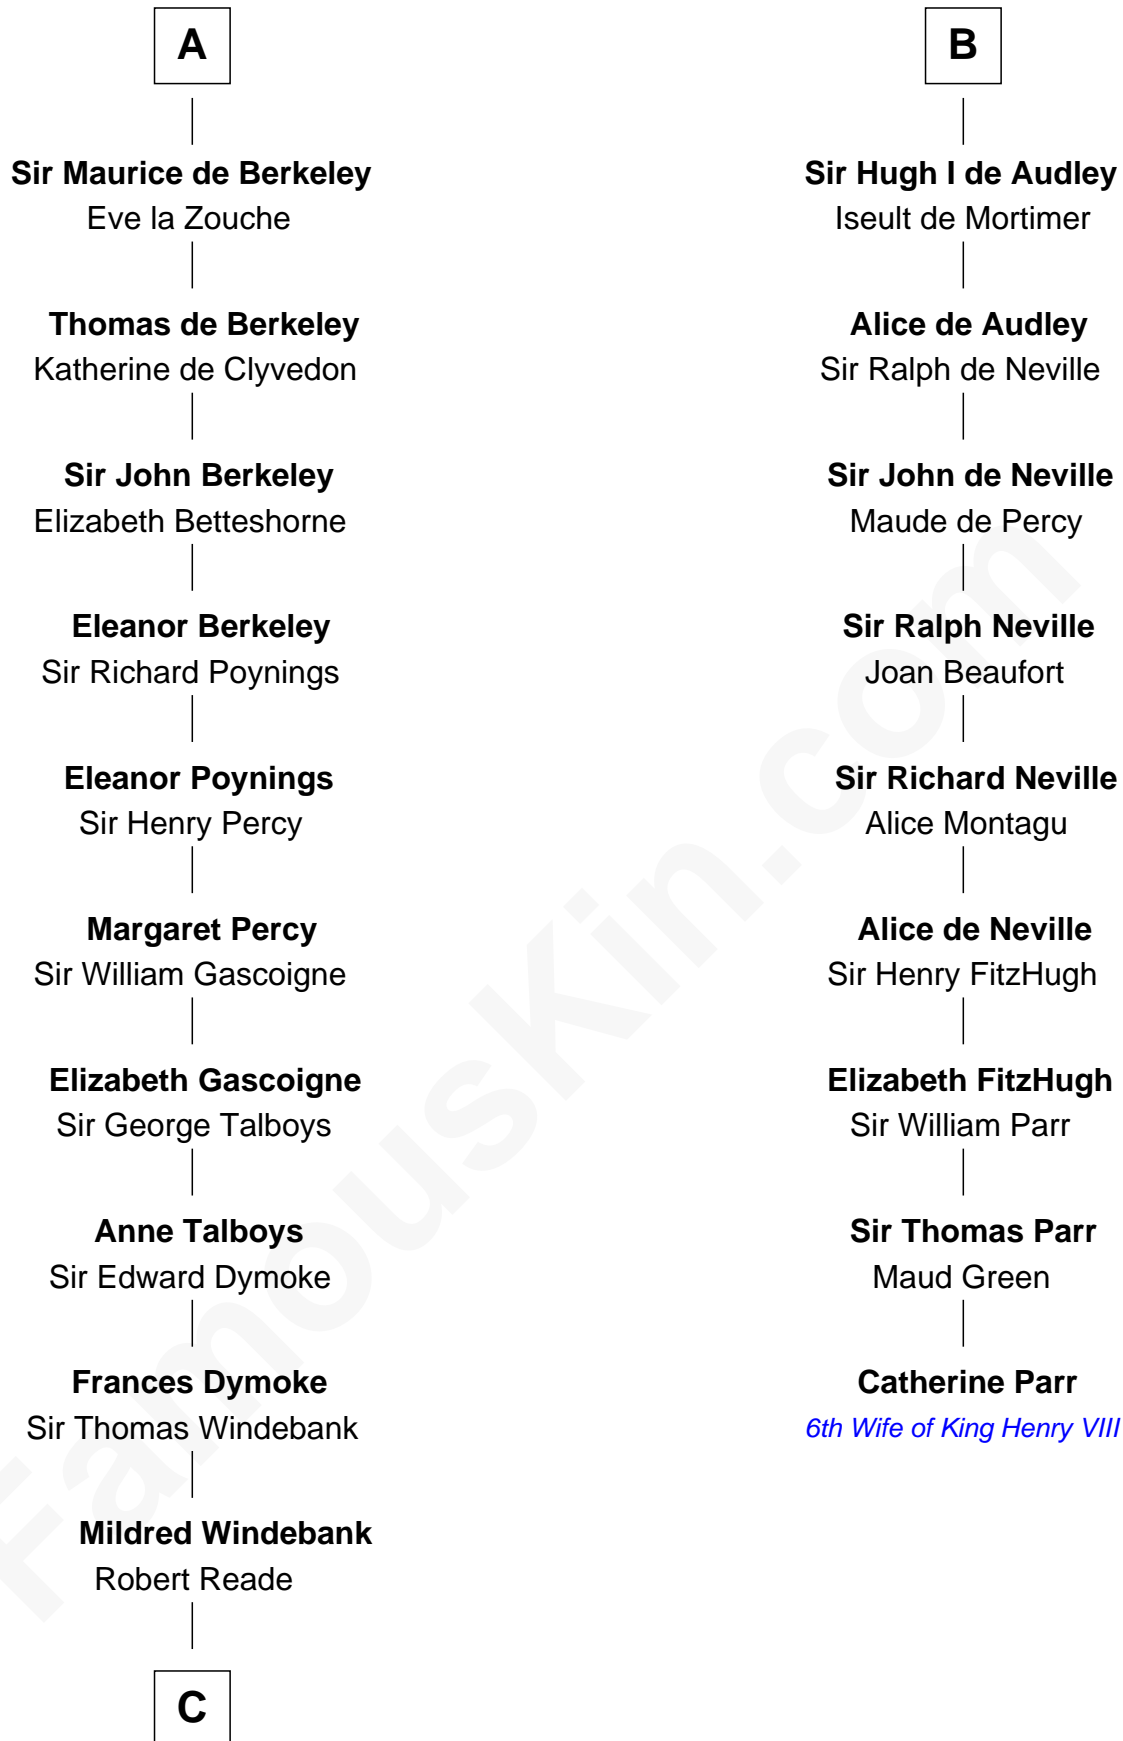 A
Sir Maurice de Berkeley
Eve la Zouche
Thomas de Berkeley
Katherine de Clyvedon
Sir John Berkeley
Elizabeth Betteshorne
Eleanor Berkeley
Sir Richard Poynings
Eleanor Poynings
Sir Henry Percy
Margaret Percy
Sir William Gascoigne
Elizabeth Gascoigne
Sir George Talboys
Anne Talboys
Sir Edward Dymoke
Frances Dymoke
Sir Thomas Windebank
Mildred Windebank
Robert Reade
C
B
Sir Hugh I de Audley
Iseult de Mortimer
Alice de Audley
Sir Ralph de Neville
Sir John de Neville
Maude de Percy
Sir Ralph Neville
Joan Beaufort
Sir Richard Neville
Alice Montagu
Alice de Neville
Sir Henry FitzHugh
Elizabeth FitzHugh
Sir William Parr
Sir Thomas Parr
Maud Green
Catherine Parr
6th Wife of King Henry VIII
FamousKin.com